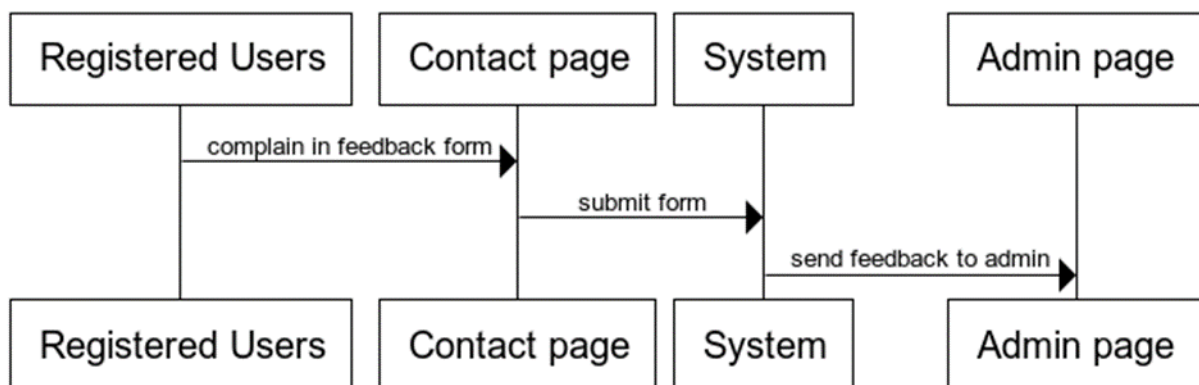 Registered Users
Contact page
System
Admin page
complain in feedback form
submit form
send feedback to admin
Registered Users
Contact page
System
Admin page